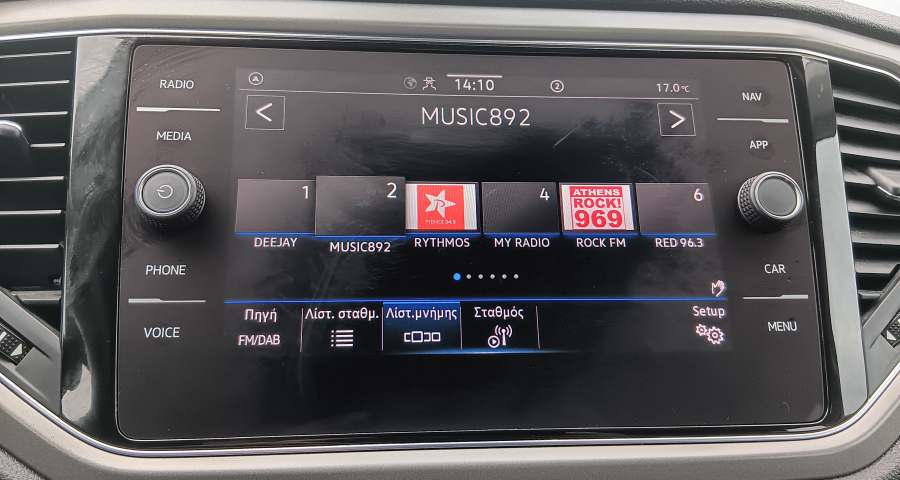 RADIO
MEDIA
PHONE
VOICE
14:10
2
17.0°C
MUSIC892
1
2
4
ATHENS
ROCK!
969
6
DEEJAY
MUSIC892
RYTHMOS
MY RADIO
ROCK FM
RED 96.3
Πηγή
Λίστ. σταθμ.
Λίστ.μνήμης
Σταθμός
Setup
FM/DAB
NAV
APP
CAR
MENU